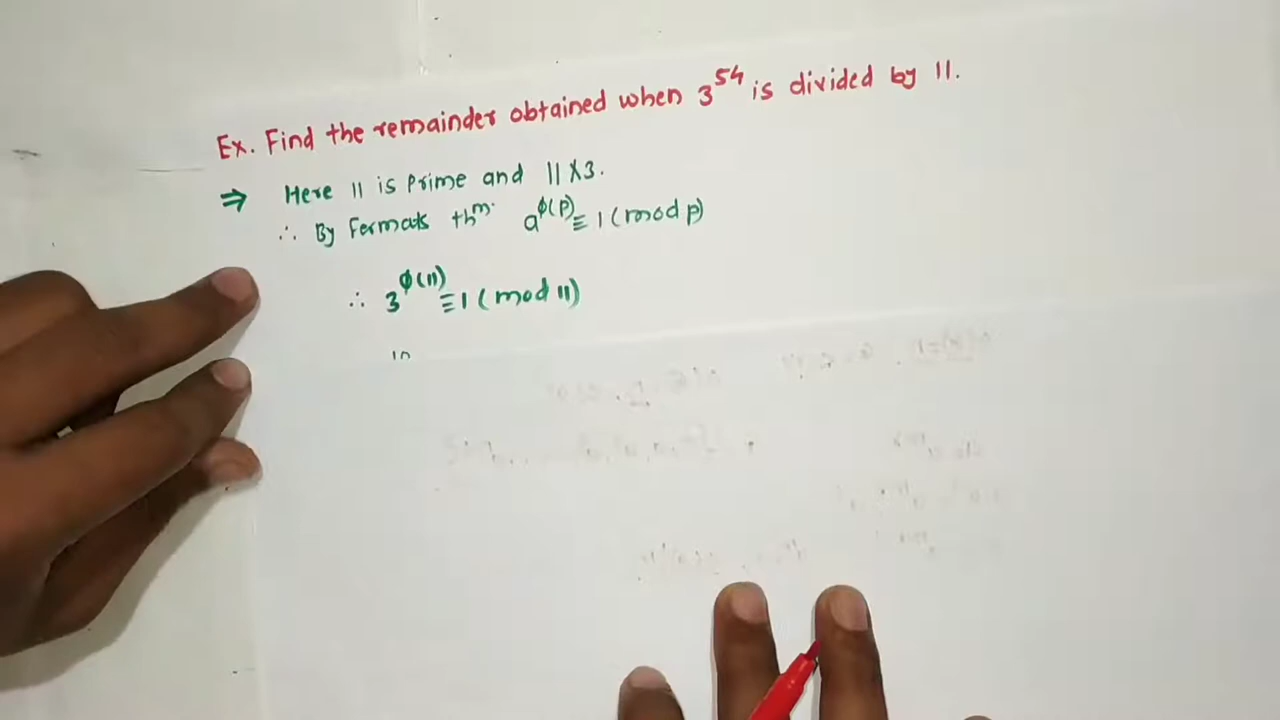 Ex. Find the remainder obtained when 3^54 is divided by 11.
⇒ Here 11 is prime and 11∤3.
∴ By Fermats thm. a^ϕ(p) ≡ 1 (mod p)
∴ 3^ϕ(11) ≡ 1 (mod 11)